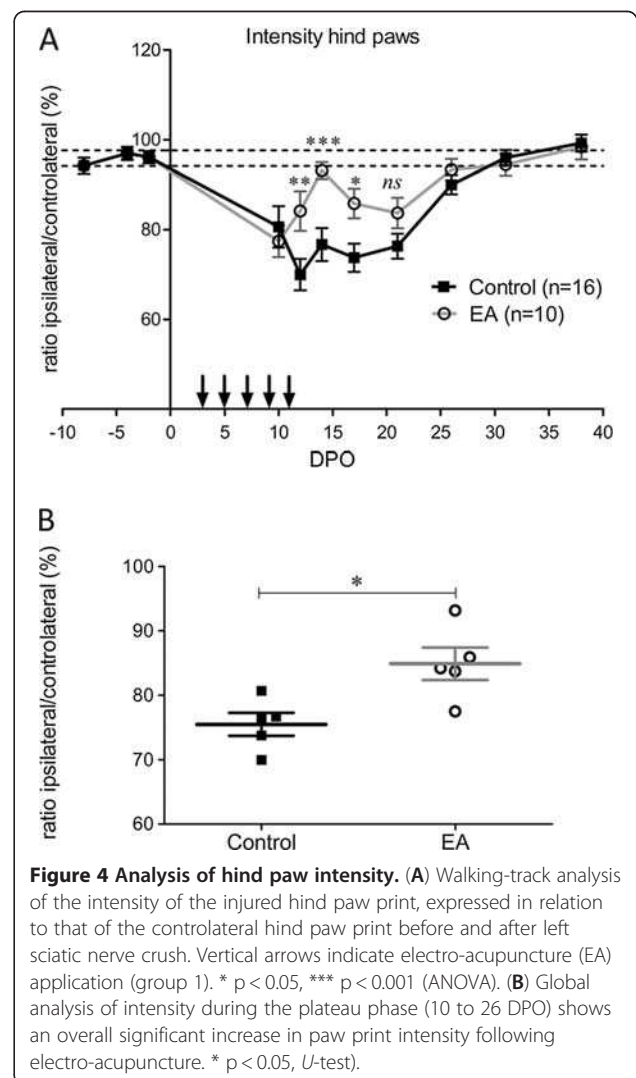 A
Intensity hind paws
ratio ipsilateral/controlateral (%)
120
100
80
60
***
**
*
ns
Control (n=16)
EA (n=10)
-10 -5 0 5 10 15 20 25 30 35 40
DPO
B
ratio ipsilateral/controlateral (%)
100
90
80
70
60
*
Control EA
Figure 4 Analysis of hind paw intensity. (A) Walking-track analysis
of the intensity of the injured hind paw print, expressed in relation
to that of the controlateral hind paw print before and after left
sciatic nerve crush. Vertical arrows indicate electro-acupuncture (EA)
application (group 1). * p < 0.05, *** p < 0.001 (ANOVA). (B) Global
analysis of intensity during the plateau phase (10 to 26 DPO) shows
an overall significant increase in paw print intensity following
electro-acupuncture. * p < 0.05, U-test).